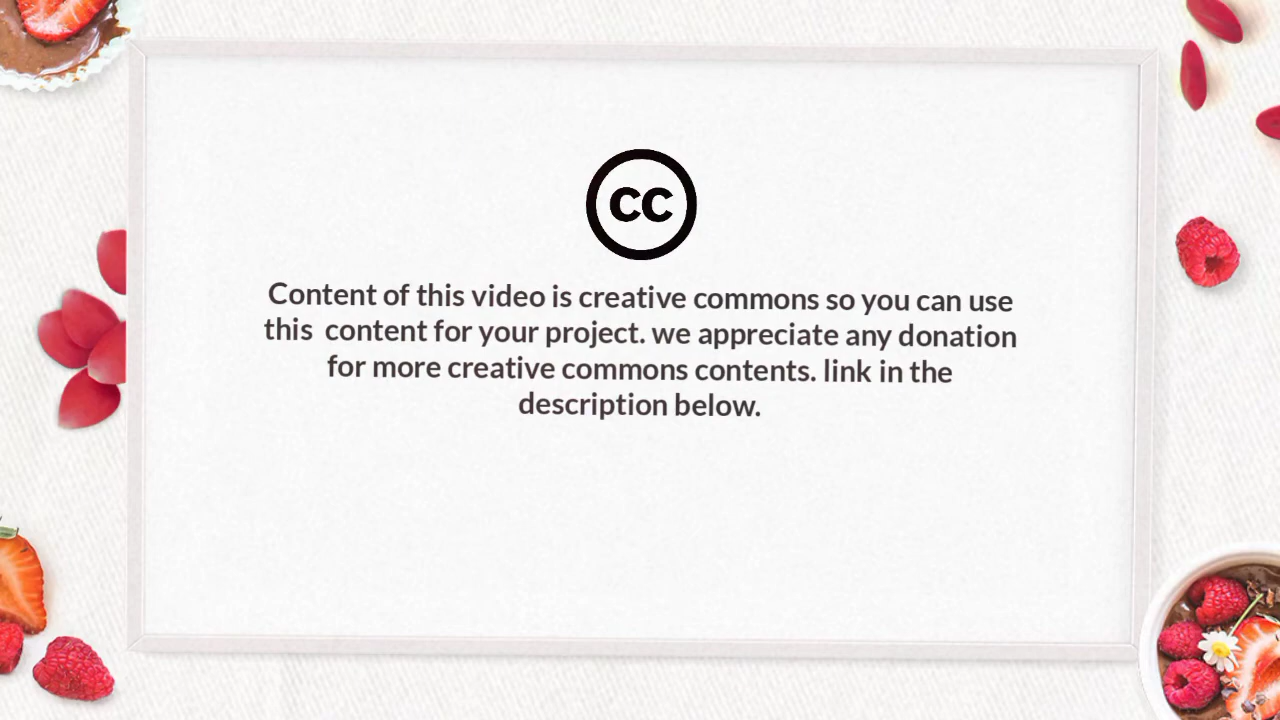 cc
Content of this video is creative commons so you can use
this  content for your project. we appreciate any donation
for more creative commons contents. link in the
description below.